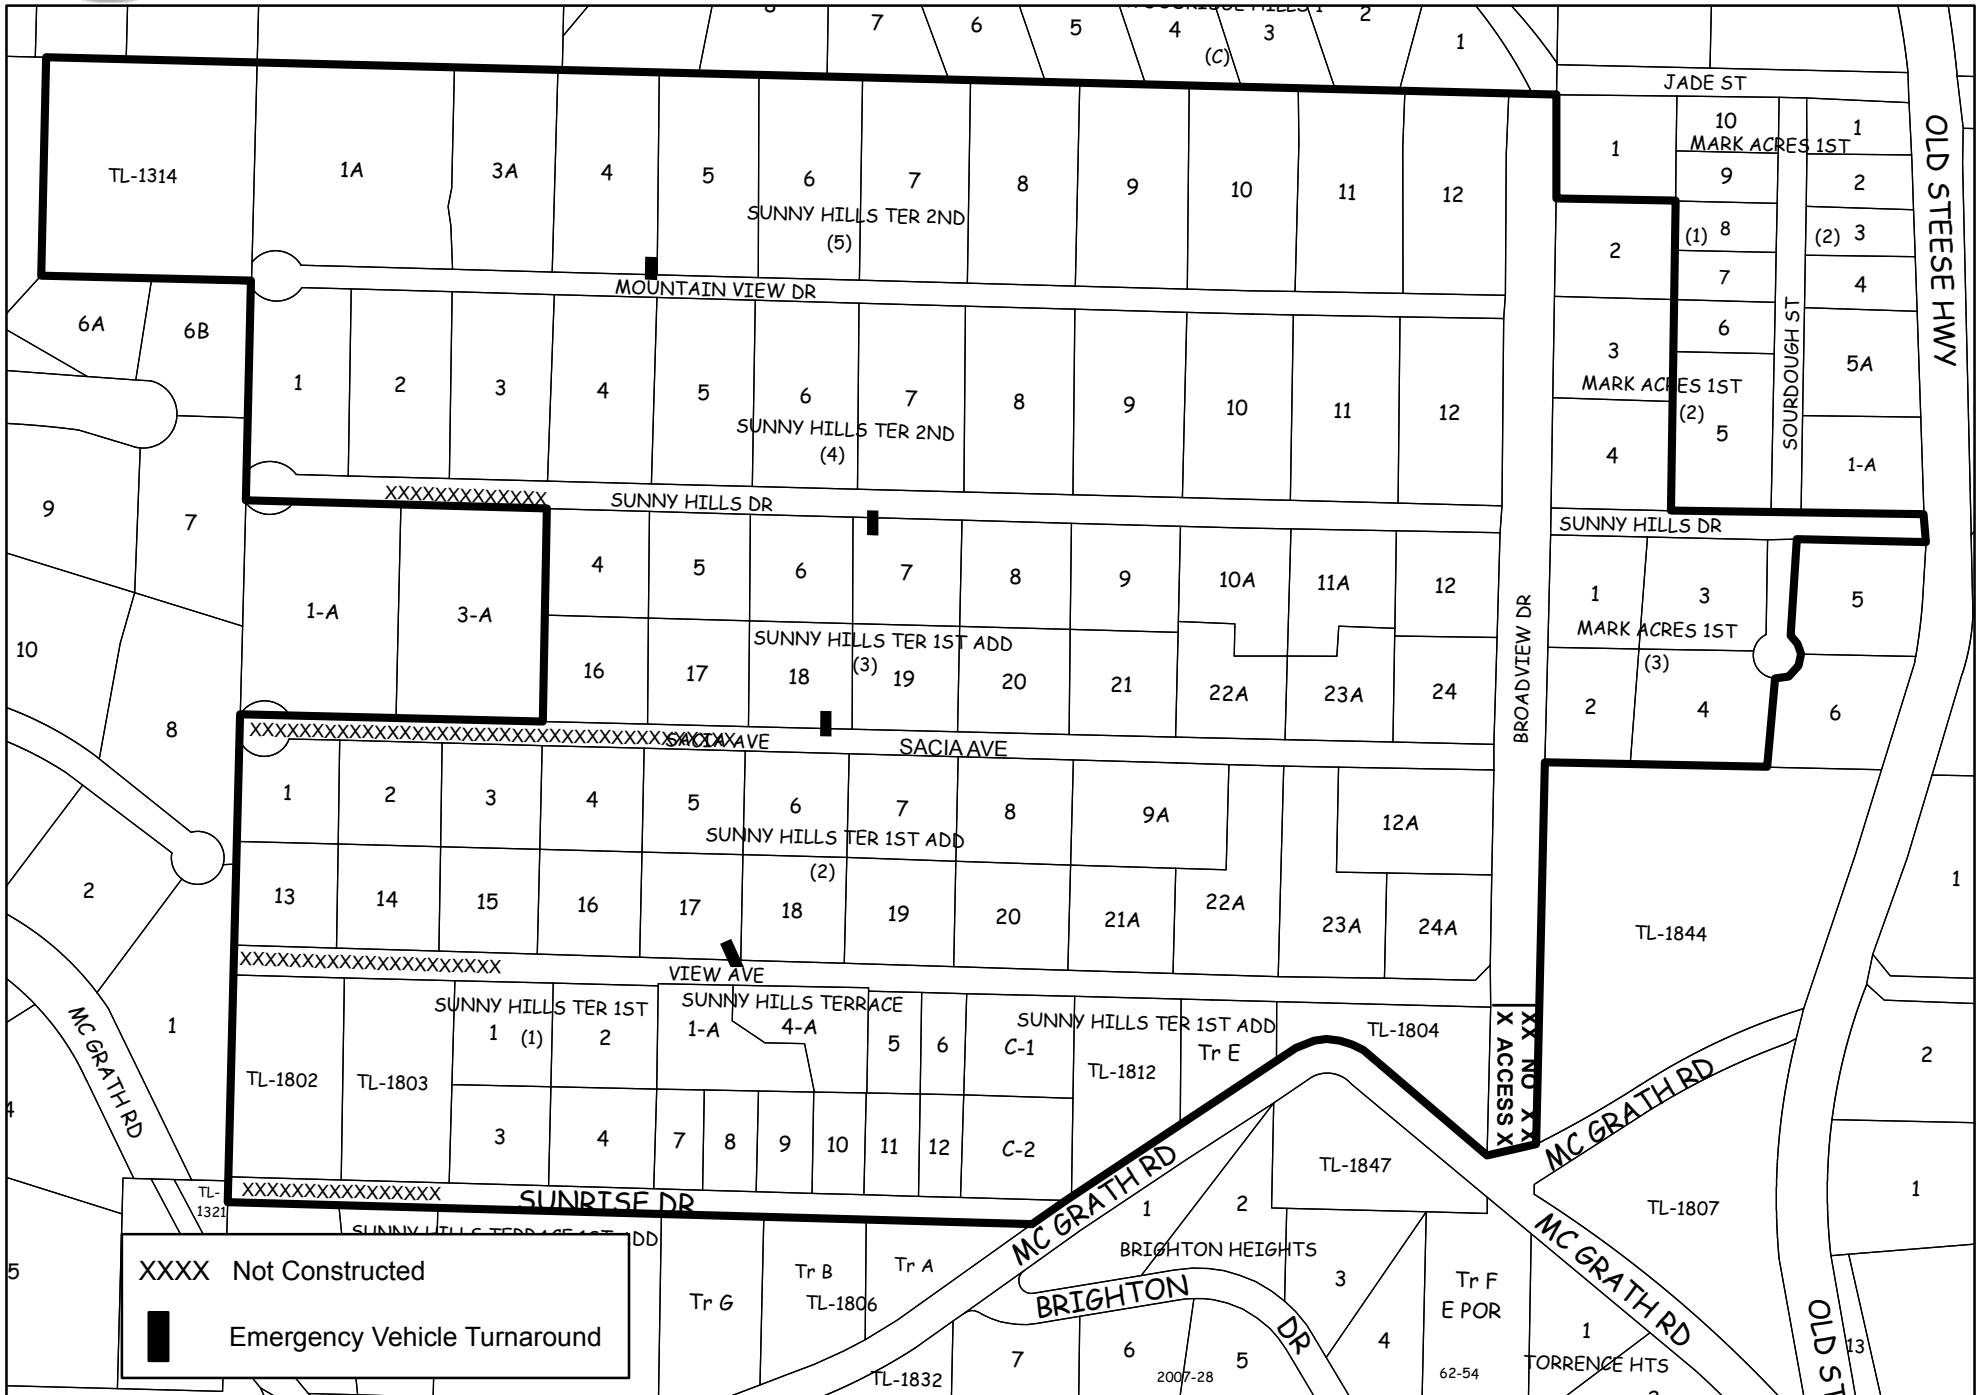 7
6
5
4
3
2
1
(C)
JADE ST
TL-1314
1A
3A
4
5
6
7
8
9
10
11
12
SUNNY HILLS TER 2ND
(5)
1
2
3
4
MARK ACRES 1ST
(2)
5
10
MARK ACRES 1ST
9
(1) 8
7
6
SOURDOUGH ST
1
2
(2) 3
4
5A
1-A
OLD STEESE HWY
MOUNTAIN VIEW DR
6A
6B
1
2
3
4
5
6
7
8
9
10
11
12
SUNNY HILLS TER 2ND
(4)
XXXXXXXXXXXXX
SUNNY HILLS DR
SUNNY HILLS DR
9
7
10
8
1-A
3-A
4
5
6
7
8
9
10A
11A
12
SUNNY HILLS TER 1ST ADD
(3)
16
17
18
19
20
21
22A
23A
24
BROADVIEW DR
1
3
MARK ACRES 1ST
(3)
2
4
5
6
SACIA AVE
SACIA AVE
1
2
3
4
5
6
7
8
9A
12A
SUNNY HILLS TER 1ST ADD
(2)
13
14
15
16
17
18
19
20
21A
22A
23A
24A
TL-1844
2
1
1
XXXXXXXXXXXXXXXXXXXXX
VIEW AVE
MC GRATH RD
TL-1802
TL-1803
SUNNY HILLS TER 1ST
1
(1)
2
3
4
SUNNY HILLS TERRACE
1-A
4-A
5
6
C-1
7
8
9
10
11
12
C-2
SUNNY HILLS TER 1ST ADD
TL-1812
Tr E
TL-1804
XX NO XX
X ACCESS X
MC GRATH RD
2
1
4
5
TL-
1321
XXXXXXXXXXXXXXXX
SUNRISE DR
MC GRATH RD
TL-1847
TL-1807
MC GRATH RD
1
2
BRIGHTON HEIGHTS
3
4
BRIGHTON
DR
Tr G
Tr B
TL-1806
Tr A
TL-1832
7
6
5
2007-28
Tr F
E POR
62-54
1
TORRENCE HTS
13
OLD ST
XXXX Not Constructed
Emergency Vehicle Turnaround